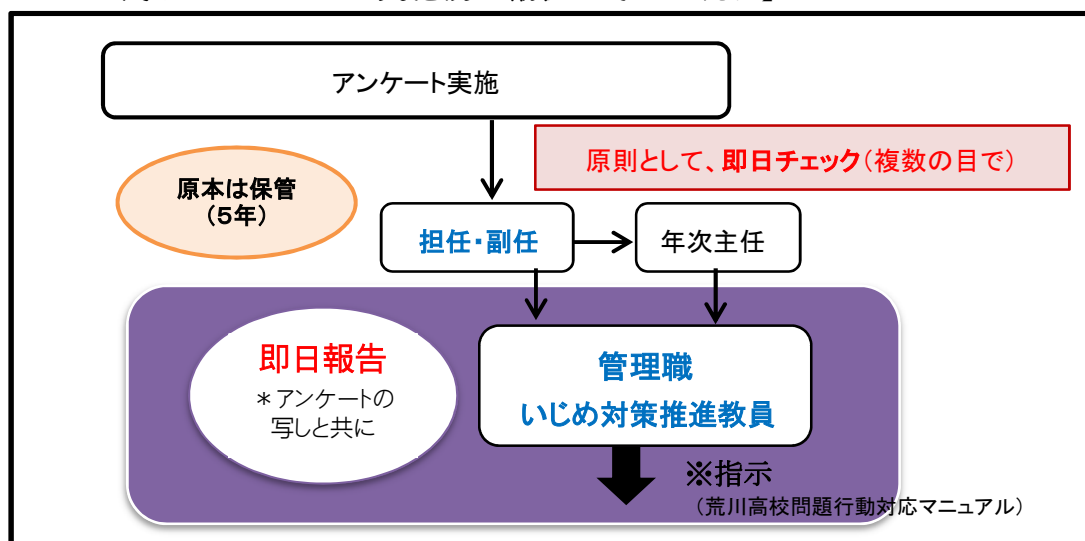 アンケート実施
原則として、即日チェック(複数の目で)
原本は保管
(5年)
担任・副任
年次主任
即日報告
*アンケートの
写しと共に
管理職
いじめ対策推進教員
※指示
(荒川高校問題行動対応マニュアル)